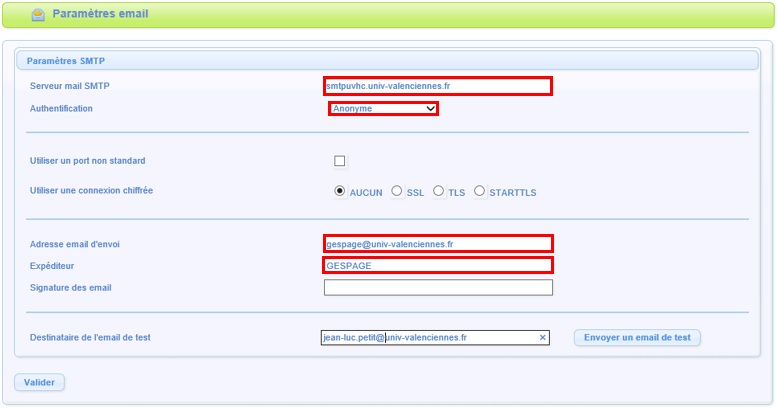 Paramètres email
Paramètres SMTP
Serveur mail SMTP smtpuvhc.univ-valenciennes.fr
Authentification Anonyme
Utiliser un port non standard
Utiliser une connexion chiffrée AUCUN SSL TLS STARTTLS
Adresse email d'envoi gespage@univ-valenciennes.fr
Expéditeur GESPAGE
Signature des email
Destinataire de l'email de test jean-luc.petit@univ-valenciennes.fr × Envoyer un email de test
Valider